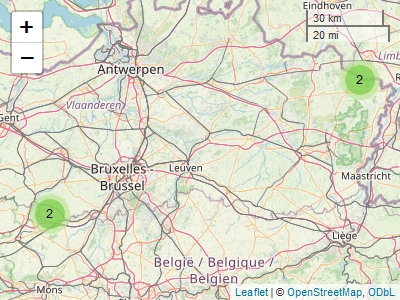 +
−
Eindhoven
30 km
20 mi
Antwerpen
2
Limb
Vlaanderen
Gent
Bruxelles -
Brussel
Leuven
Maastricht
2
Liège
België / Belgique /
Belgien
Mons
Leaflet | © OpenStreetMap, ODbL